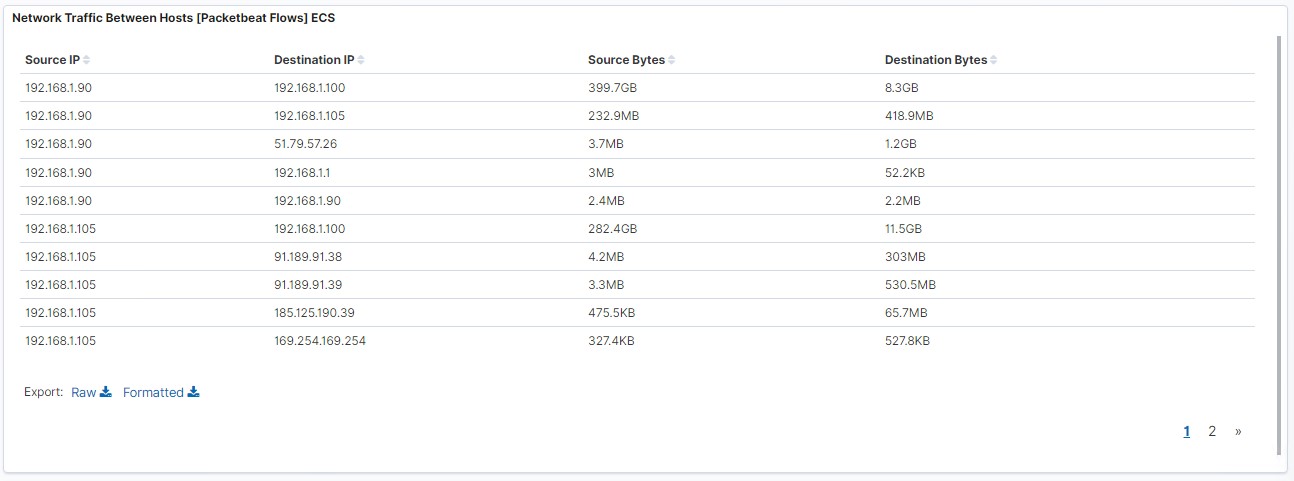 Network Traffic Between Hosts [Packetbeat Flows] ECS
Source IP Destination IP Source Bytes Destination Bytes
192.168.1.90 192.168.1.100 399.7GB 8.3GB
192.168.1.90 192.168.1.105 232.9MB 418.9MB
192.168.1.90 51.79.57.26 3.7MB 1.2GB
192.168.1.90 192.168.1.1 3MB 52.2KB
192.168.1.90 192.168.1.90 2.4MB 2.2MB
192.168.1.105 192.168.1.100 282.4GB 11.5GB
192.168.1.105 91.189.91.38 4.2MB 303MB
192.168.1.105 91.189.91.39 3.3MB 530.5MB
192.168.1.105 185.125.190.39 475.5KB 65.7MB
192.168.1.105 169.254.169.254 327.4KB 527.8KB
Export: Raw Formatted
1 2 »